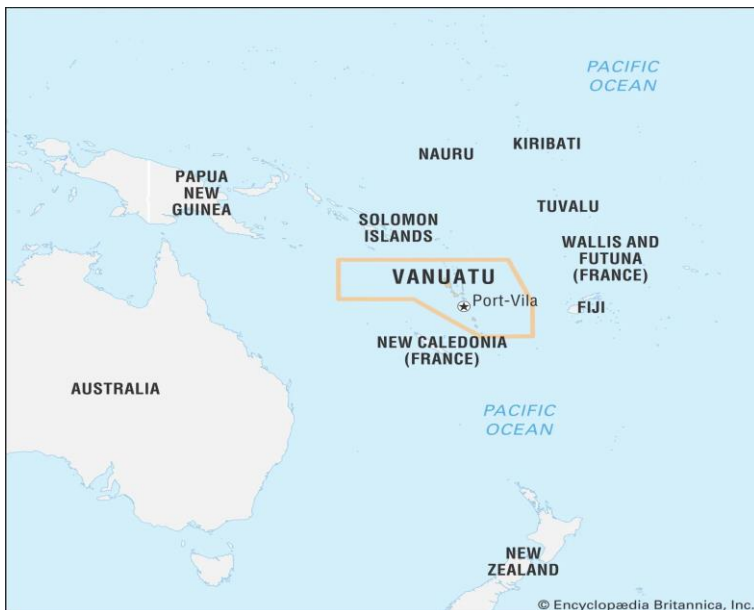 PACIFIC
OCEAN
KIRIBATI
NAURU
PAPUA
NEW
GUINEA
TUVALU
SOLOMON
ISLANDS
WALLIS AND
FUTUNA
(FRANCE)
VANUATU
Port-Vila
FIJI
NEW CALEDONIA
(FRANCE)
AUSTRALIA
PACIFIC
OCEAN
NEW
ZEALAND
© Encyclopædia Britannica, Inc.